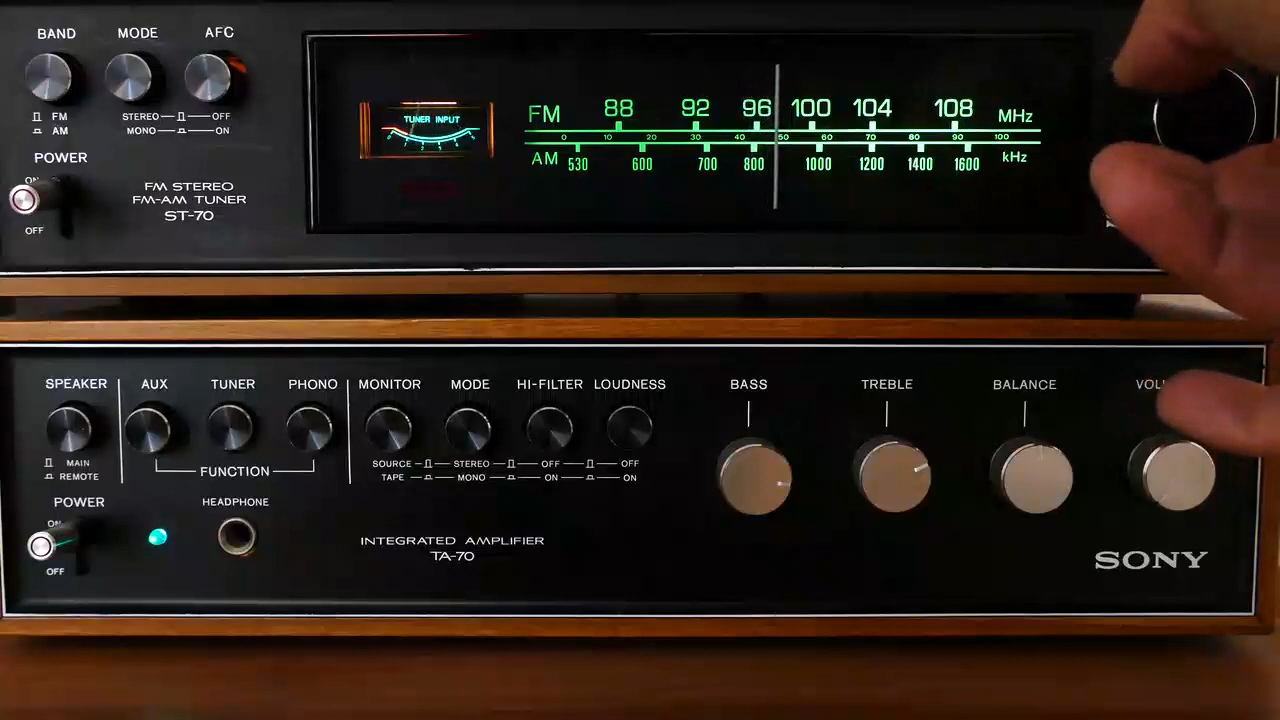 BAND MODE AFC
FM
AM
STEREO OFF
MONO ON
POWER
ON
OFF
FM STEREO
FM-AM TUNER
ST-70
TUNER INPUT
FM 88 92 96 100 104 108 MHz
0 10 20 30 40 50 60 70 80 90 100
AM 530 600 700 800 1000 1200 1400 1600 kHz
SPEAKER AUX TUNER PHONO MONITOR MODE HI-FILTER LOUDNESS BASS TREBLE BALANCE
MAIN
REMOTE
FUNCTION
SOURCE STEREO OFF OFF
TAPE MONO ON ON
POWER
ON
OFF
HEADPHONE
INTEGRATED AMPLIFIER
TA-70
SONY